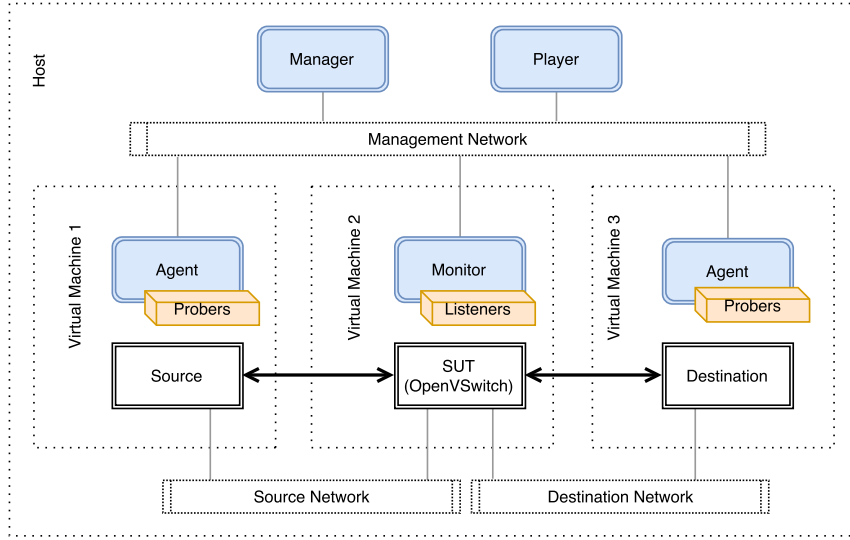 Host
Manager
Player
Management Network
Virtual Machine 1
Agent
Probers
Source
Virtual Machine 2
Monitor
Listeners
SUT
(OpenVSwitch)
Virtual Machine 3
Agent
Probers
Destination
Source Network
Destination Network